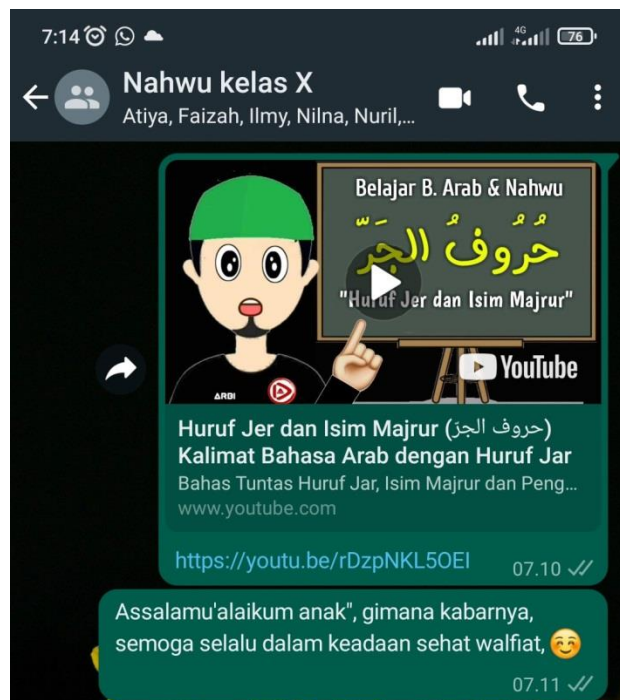 7:14
4G
76
Nahwu kelas X
Atiya, Faizah, Ilmy, Nilna, Nuril,...
Belajar B. Arab & Nahwu
حُرُوفُ الجَرّ
"Huruf Jer dan Isim Majrur"
YouTube
ARBI
Huruf Jer dan Isim Majrur (حروف الجرّ)
Kalimat Bahasa Arab dengan Huruf Jar
Bahas Tuntas Huruf Jar, Isim Majrur dan Peng...
www.youtube.com
https://youtu.be/rDzpNKL5OEI
07.10
Assalamu'alaikum anak", gimana kabarnya,
semoga selalu dalam keadaan sehat walfiat, 😊
07.11